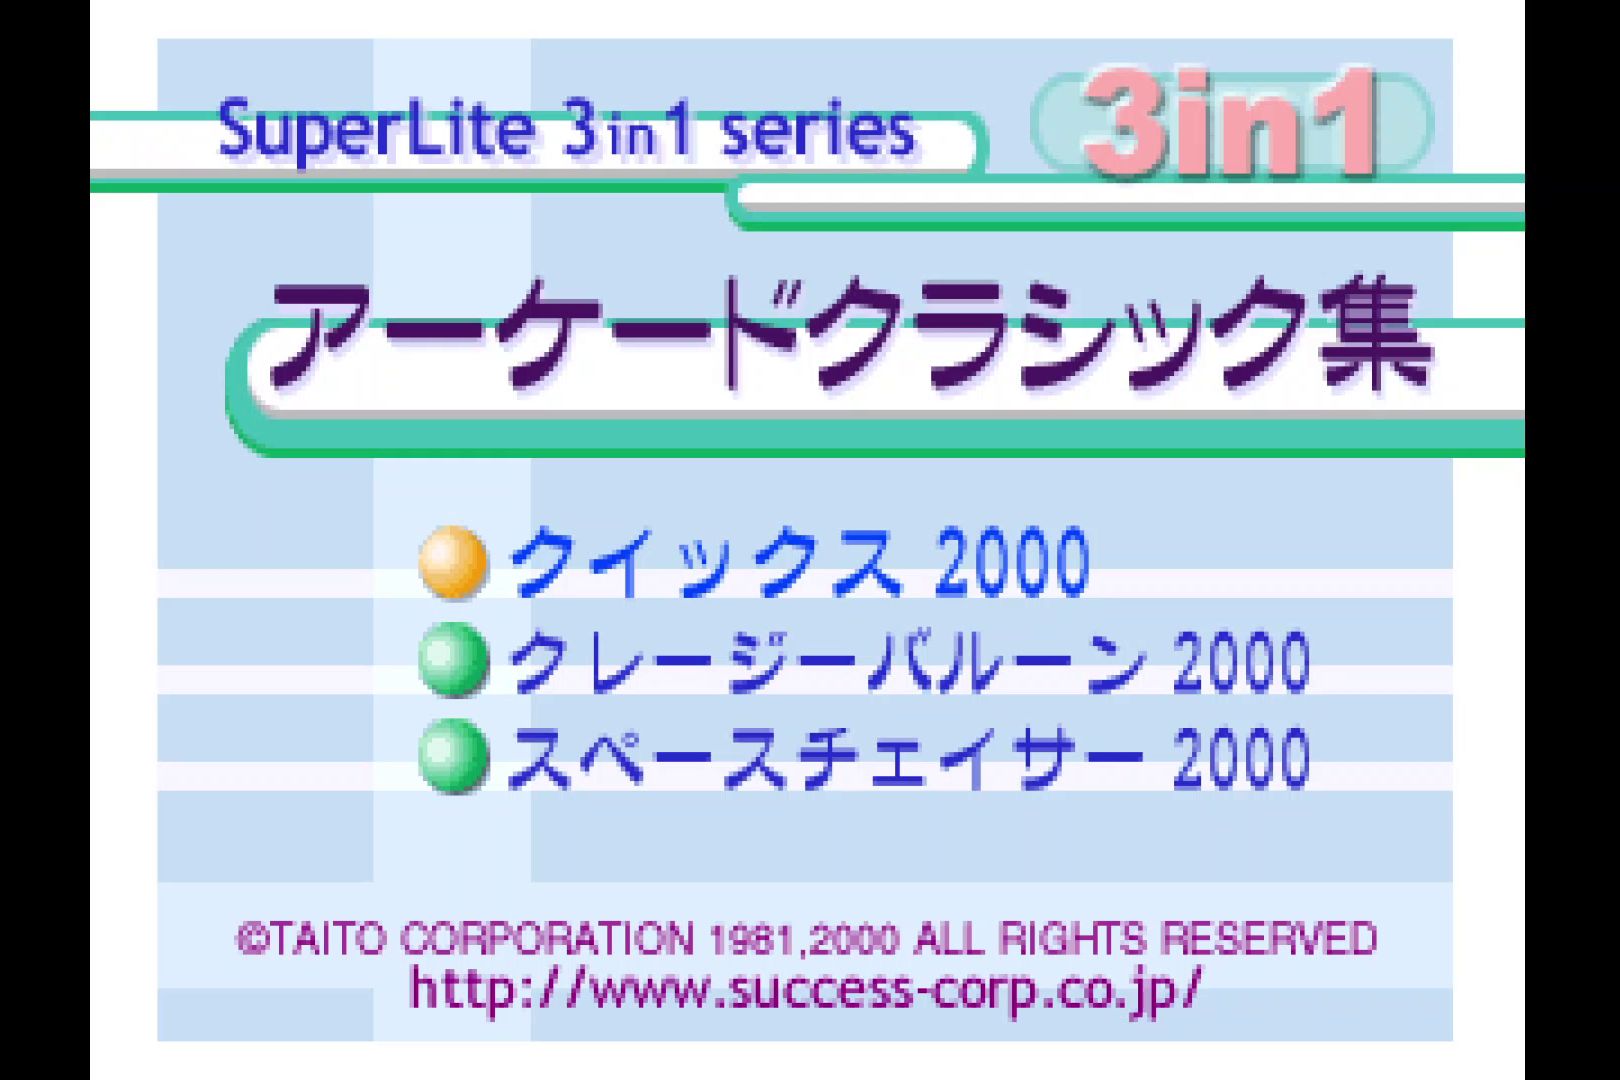 SuperLite 3in1 series
3in1
アーケードクラシック集
クイックス 2000
クレージーバルーン 2000
スペースチェイサー 2000
©TAITO CORPORATION 1981,2000 ALL RIGHTS RESERVED
http://www.success-corp.co.jp/